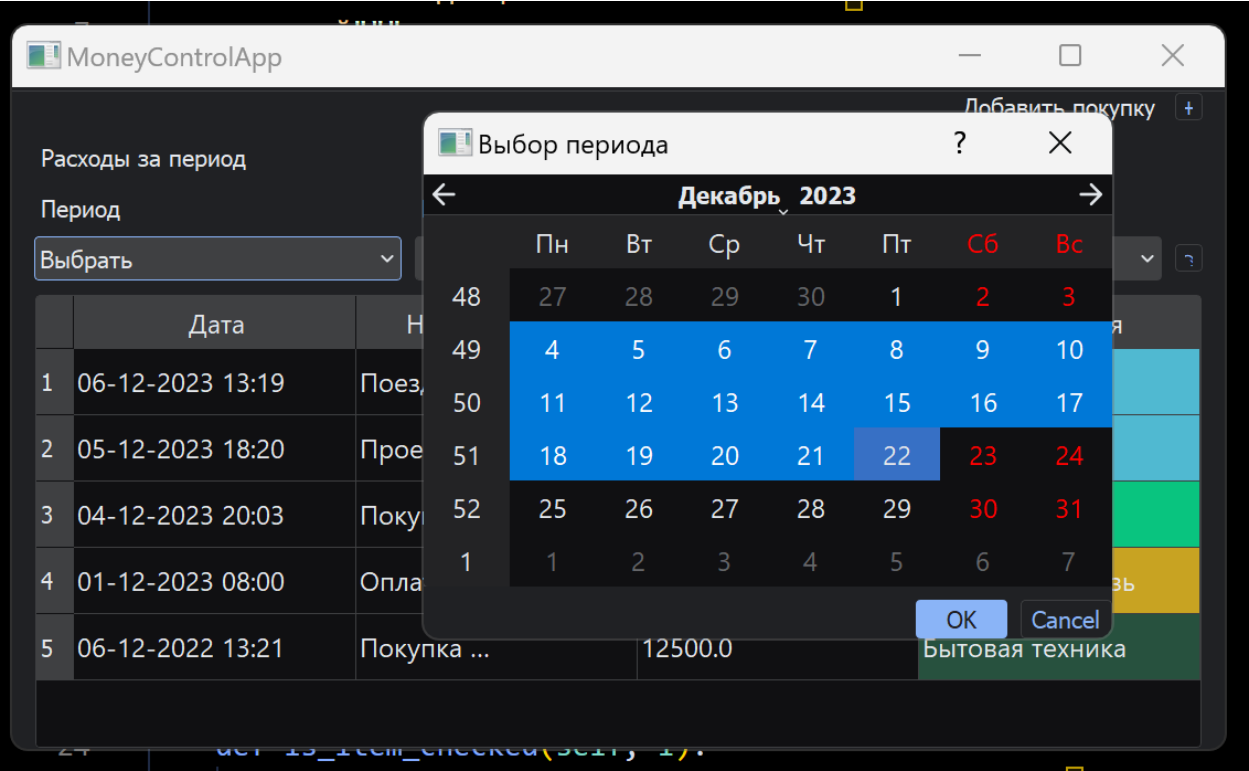 MoneyControlApp
Добавить покупку +
Выбор периода ?
Расходы за период
Декабрь 2023
Период
Пн Вт Ср Чт Пт Сб Вс
Выбрать
48 27 28 29 30 1 2 3
Дата
49 4 5 6 7 8 9 10
1 06-12-2023 13:19
50 11 12 13 14 15 16 17
2 05-12-2023 18:20
51 18 19 20 21 22 23 24
3 04-12-2023 20:03
52 25 26 27 28 29 30 31
4 01-12-2023 08:00
1 1 2 3 4 5 6 7
OK Cancel
5 06-12-2022 13:21 Покупка ... 12500.0 Бытовая техника
24 def is_item_checked(self, i):